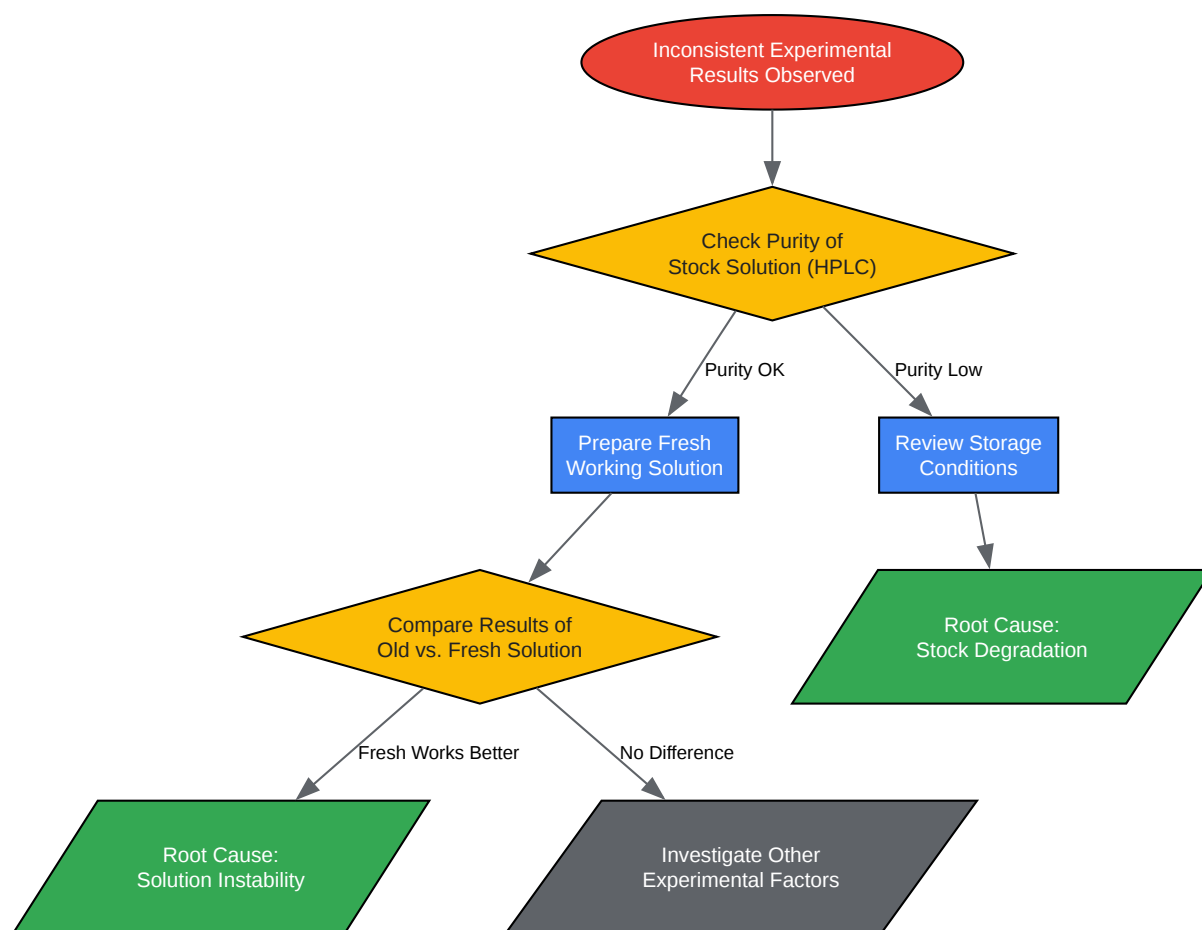 Inconsistent Experimental
Results Observed
Check Purity of
Stock Solution (HPLC)
Purity OK
Purity Low
Prepare Fresh
Working Solution
Review Storage
Conditions
Compare Results of
Old vs. Fresh Solution
Root Cause:
Stock Degradation
Fresh Works Better
No Difference
Root Cause:
Solution Instability
Investigate Other
Experimental Factors